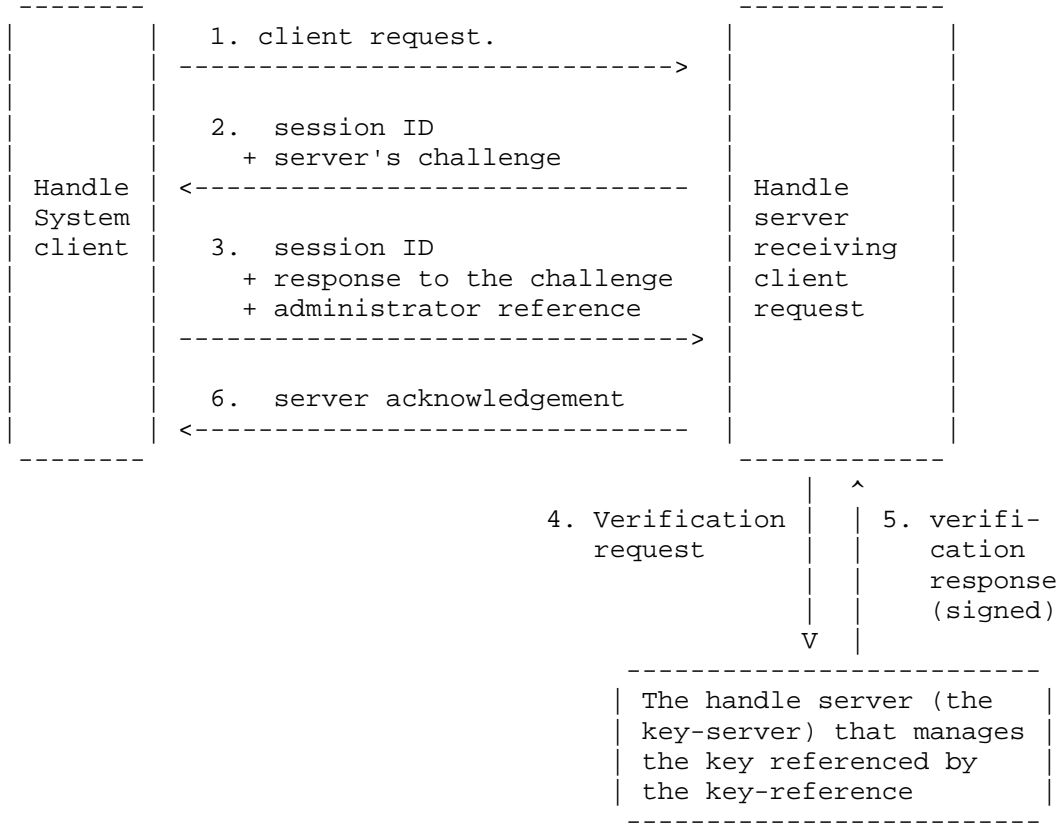 1. client request.
2. session ID
+ server's challenge
Handle
System
client
3. session ID
+ response to the challenge
+ administrator reference
6. server acknowledgement
Handle
server
receiving
client
request
4. Verification
request
5. verifi-
cation
response
(signed)
V
The handle server (the
key-server) that manages
the key referenced by
the key-reference